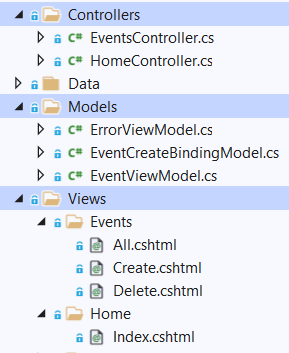 Controllers
C# EventsController.cs
C# HomeController.cs
Data
Models
C# ErrorViewModel.cs
C# EventCreateBindingModel.cs
C# EventViewModel.cs
Views
Events
@ All.cshtml
@ Create.cshtml
@ Delete.cshtml
Home
@ Index.cshtml